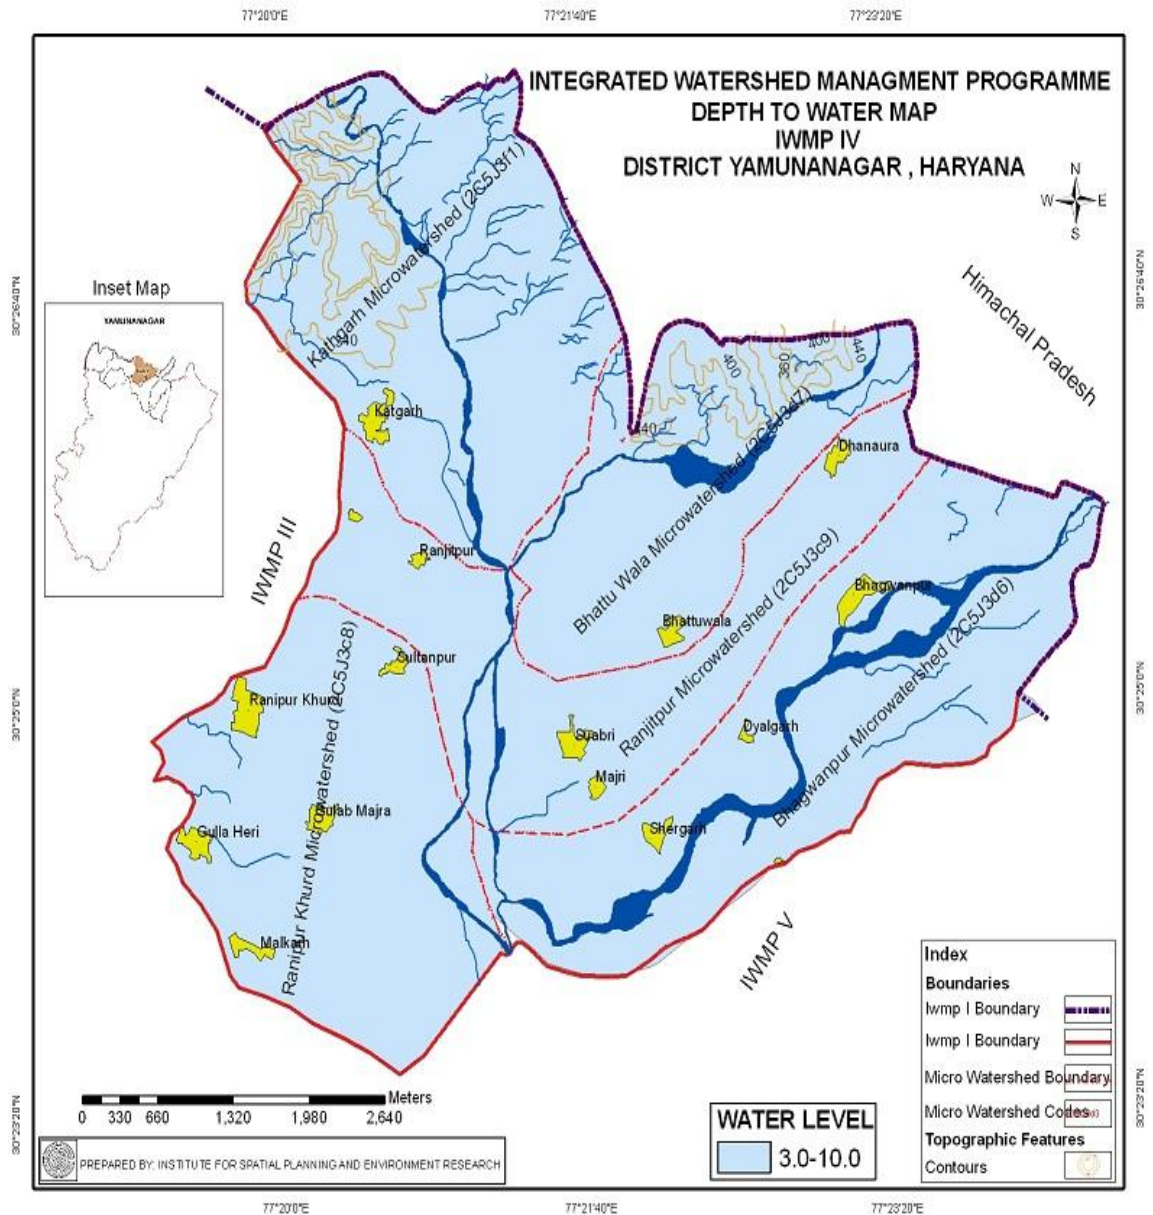 77°20'0"E
77°21'40"E
77°23'20"E
INTEGRATED WATERSHED MANAGMENT PROGRAMME
DEPTH TO WATER MAP
IWMP IV
DISTRICT YAMUNANAGAR , HARYANA
N
W
E
S
30°26'40"N
30°26'40"N
Himachal Pradesh
Inset Map
YAMUNANAGAR
Kathgarh Microwatershed (2C5J3f1)
340
400
360
400
440
Katgarh
Dhanaura
Bhattu Wala Microwatershed (2C5J3d7)
IWMP III
Ranjitpur
Ranjitpur Microwatershed (2C5J3c9)
Bhagwanpur
Bhattuwala
Bhagwanpur Microwatershed (2C5J3d6)
Sultanpur
Ranipur Khurd
Ranipur Khurd Microwatershed (2C5J3c8)
30°25'0"N
30°25'0"N
Suabri
Dyalgarh
Majri
Gulab Majra
Gulla Heri
Shergarh
Malkarh
IWMP V
Index
Boundaries
Iwmp I Boundary
Iwmp I Boundary
Micro Watershed Boundary
Micro Watershed Codes
Topographic Features
Contours
Meters
0 330 660 1,320 1,980 2,640
WATER LEVEL
3.0-10.0
PREPARED BY: INSTITUTE FOR SPATIAL PLANNING AND ENVIRONMENT RESEARCH
30°23'20"N
30°23'20"N
77°20'0"E
77°21'40"E
77°23'20"E